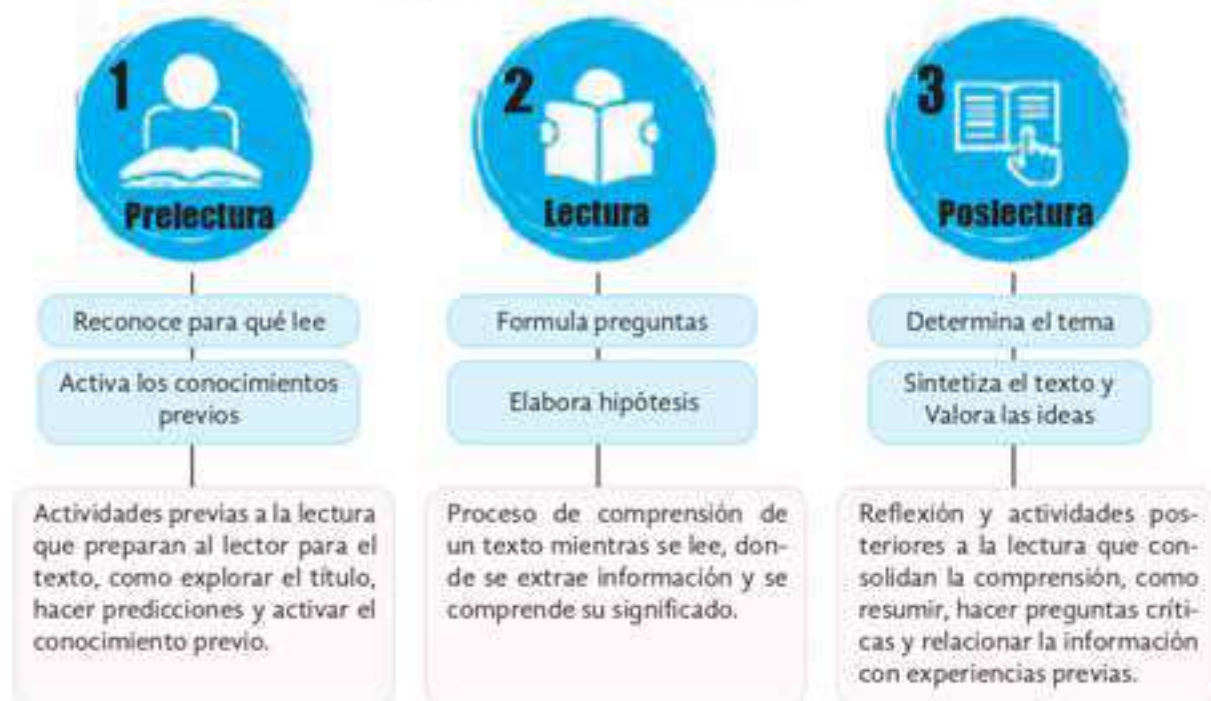 1
Prelectura
Reconoce para qué lee
Activa los conocimientos
previos
Actividades previas a la lectura
que preparan al lector para el
texto, como explorar el título,
hacer predicciones y activar el
conocimiento previo.
2
Lectura
Formula preguntas
Elabora hipótesis
Proceso de comprensión de
un texto mientras se lee, don-
de se extrae información y se
comprende su significado.
3
Poslectura
Determina el tema
Sintetiza el texto y
Valora las ideas
Reflexión y actividades pos-
teriores a la lectura que con-
solidan la comprensión, como
resumir, hacer preguntas críti-
cas y relacionar la información
con experiencias previas.